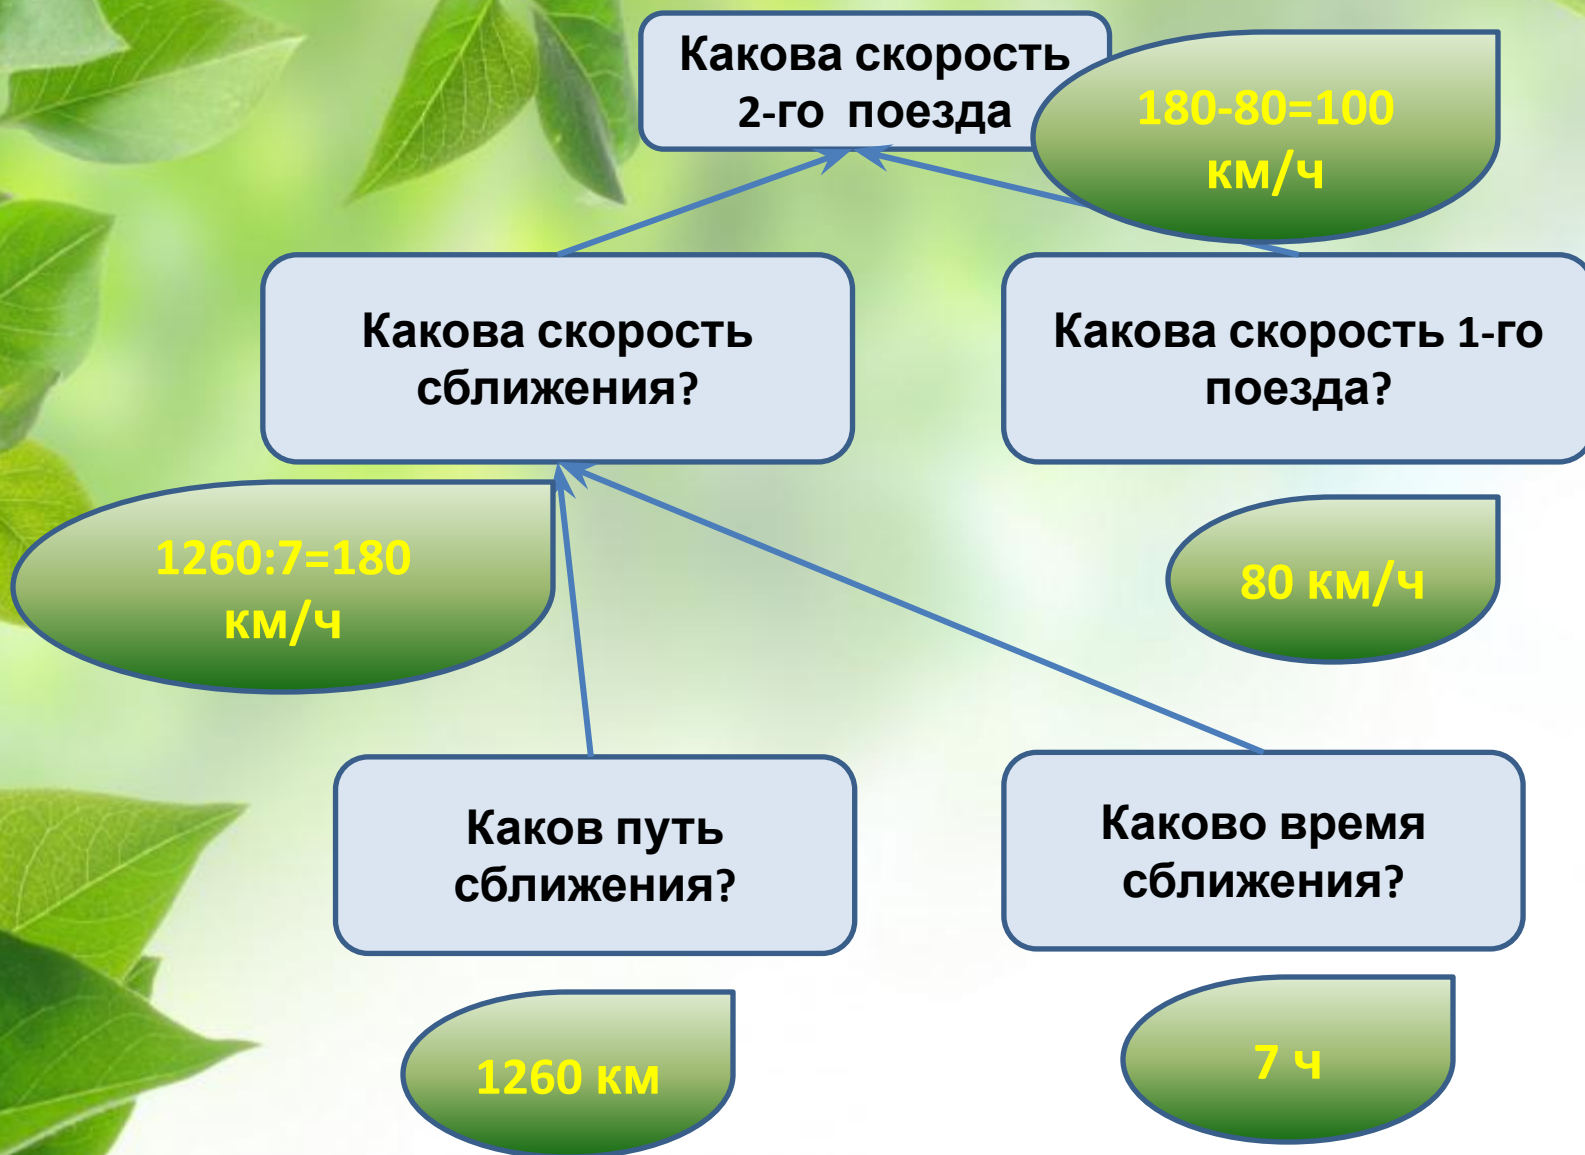 Какова скорость
2-го поезда
180-80=100
км/ч
Какова скорость
сближения?
Какова скорость 1-го
поезда?
1260:7=180
км/ч
80 км/ч
Каков путь
сближения?
Каково время
сближения?
1260 км
7 ч